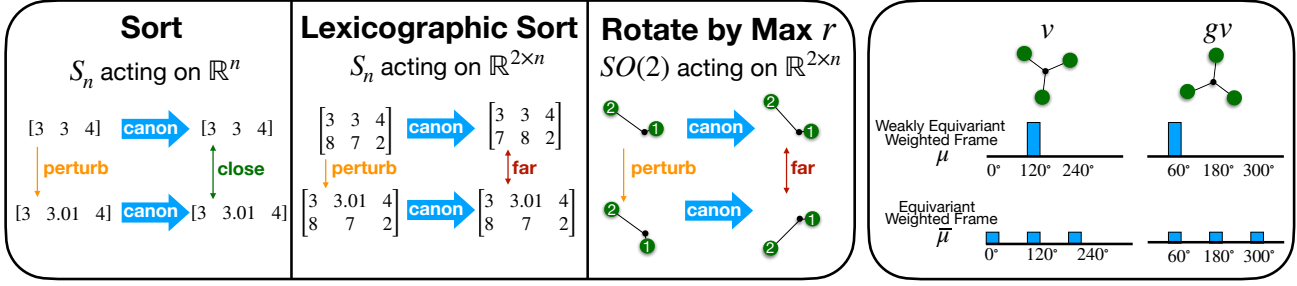 Sort
S_n acting on ℝ^n
[3 3 4] canon [3 3 4]
perturb close
[3 3.01 4] canon [3 3.01 4]
Lexicographic Sort
S_n acting on ℝ^{2×n}
[3 3 4
8 7 2]
canon
[3 3 4
7 8 2]
perturb far
[3 3.01 4
8 7 2]
canon
[3 3.01 4
8 7 2]
Rotate by Max r
SO(2) acting on ℝ^{2×n}
2 1 canon 2 1
perturb far
2 1 canon 2 1
v gv
Weakly Equivariant
Weighted Frame
μ
0° 120° 240° 60° 180° 300°
Equivariant
Weighted Frame
μ̄
0° 120° 240° 60° 180° 300°